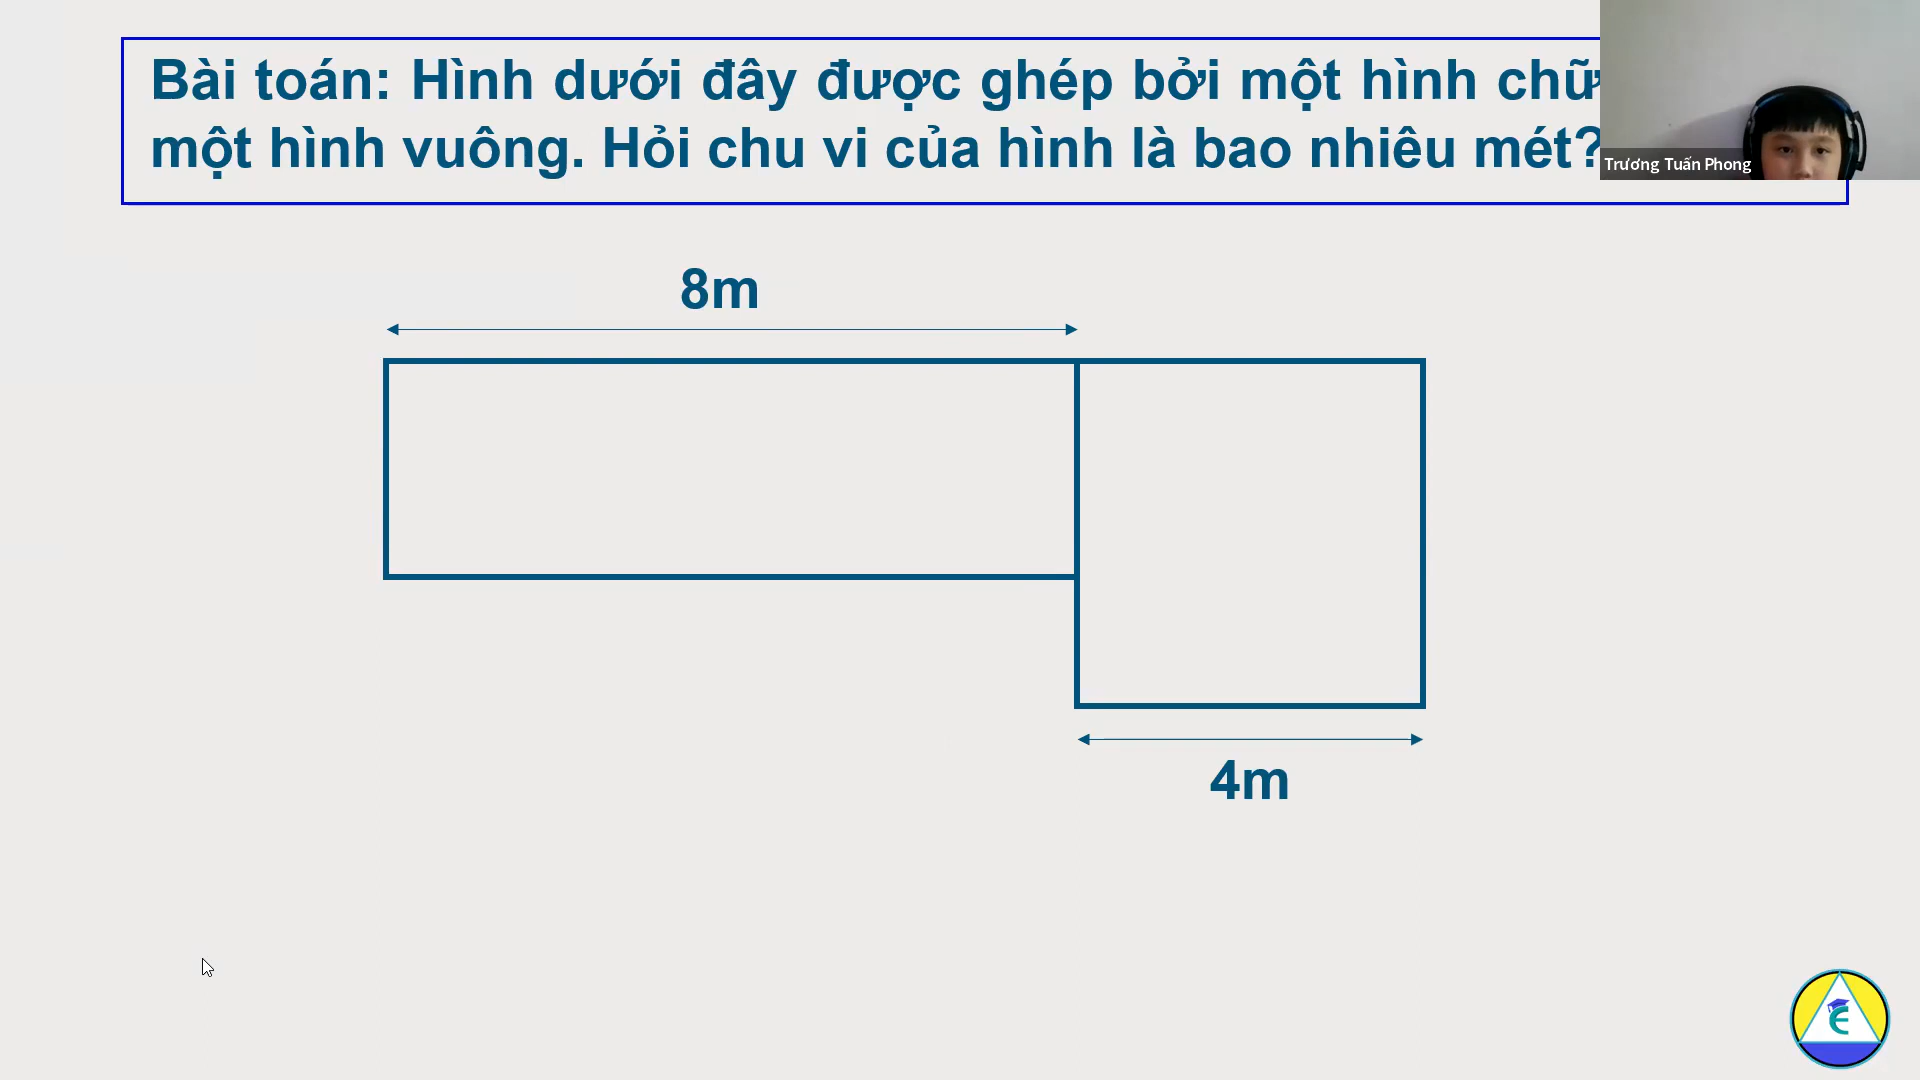 Bài toán: Hình dưới đây được ghép bởi một hình chữ
một hình vuông. Hỏi chu vi của hình là bao nhiêu mét?
Trương Tuấn Phong
8m
4m